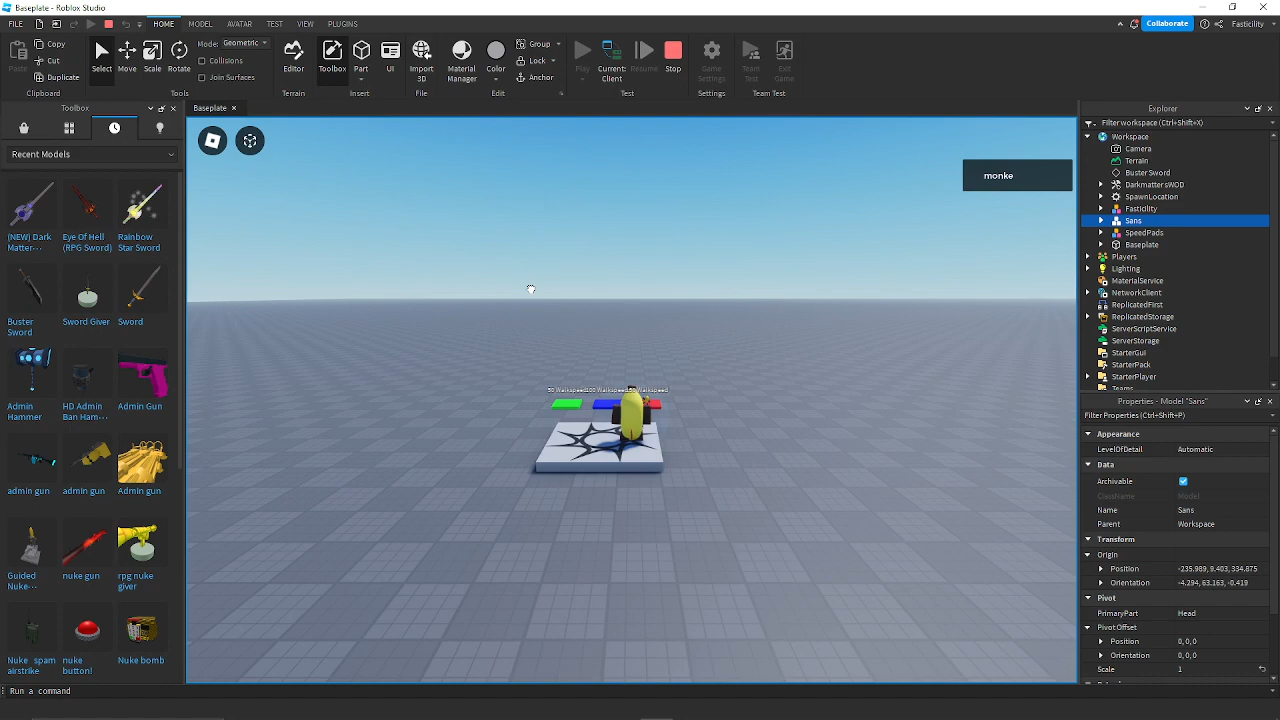 Baseplate - Roblox Studio
FILE
HOME
MODEL
AVATAR
TEST
VIEW
PLUGINS
Collaborate
Fasticility
Paste
Copy
Cut
Duplicate
Clipboard
Select
Move
Scale
Rotate
Mode: Geometric
Collisions
Join Surfaces
Tools
Editor
Terrain
Toolbox
Part
UI
Insert
Import 3D
File
Material Manager
Color
Group
Lock
Anchor
Edit
Play
Current: Client
Resume
Stop
Test
Game Settings
Settings
Team Test
Exit Game
Team Test
Toolbox
Recent Models
(NEW) Dark Matter···
Eye Of Hell (RPG Sword)
Rainbow Star Sword
Buster Sword
Sword Giver
Sword
Admin Hammer
HD Admin Ban Ham···
Admin Gun
admin gun
admin gun
Admin gun
Guided Nuke···
nuke gun
rpg nuke giver
Nuke spam airstrike
nuke button!
Nuke bomb
Run a command
Baseplate
monke
50 Walkspeed
100 Walkspeed
Walkspeed
Explorer
Filter workspace (Ctrl+Shift+X)
Workspace
Camera
Terrain
Buster Sword
DarkmattersWOD
SpawnLocation
Fasticility
Sans
SpeedPads
Baseplate
Players
Lighting
MaterialService
NetworkClient
ReplicatedFirst
ReplicatedStorage
ServerScriptService
ServerStorage
StarterGui
StarterPack
StarterPlayer
Teams
Properties - Model "Sans"
Filter Properties (Ctrl+Shift+P)
Appearance
LevelOfDetail Automatic
Data
Archivable
ClassName Model
Name Sans
Parent Workspace
Transform
Origin
Position -235.989, 9.403, 334.875
Orientation -4.294, 63.163, -0.419
Pivot
PrimaryPart Head
Pivot Offset
Position 0, 0, 0
Orientation 0, 0, 0
Scale 1